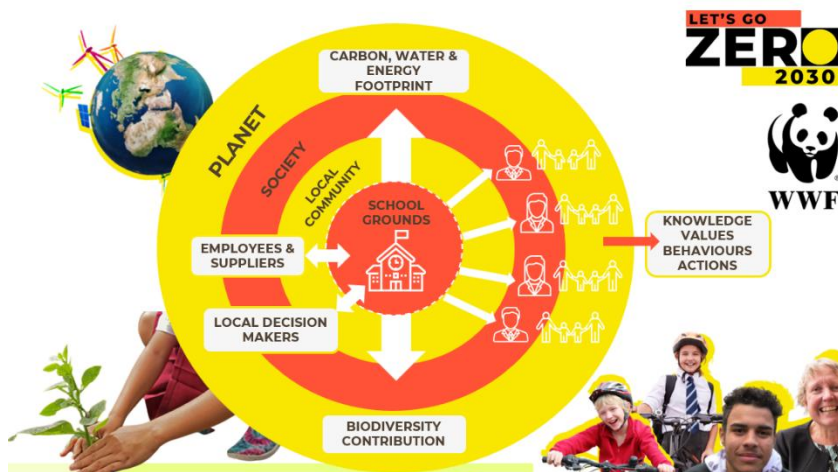 LET'S GO
ZERO
2030
CARBON, WATER &
ENERGY
FOOTPRINT
PLANET
SOCIETY
LOCAL
COMMUNITY
SCHOOL
GROUNDS
WWF
KNOWLEDGE
VALUES
BEHAVIOURS
ACTIONS
EMPLOYEES &
SUPPLIERS
LOCAL DECISION
MAKERS
BIODIVERSITY
CONTRIBUTION